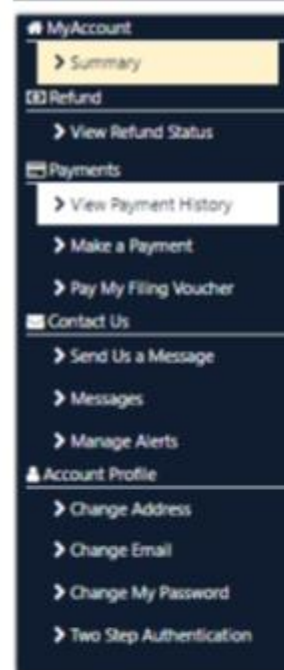 MyAccount
Summary
Refund
View Refund Status
Payments
View Payment History
Make a Payment
Pay My Filing Voucher
Contact Us
Send Us a Message
Messages
Manage Alerts
Account Profile
Change Address
Change Email
Change My Password
Two Step Authentication